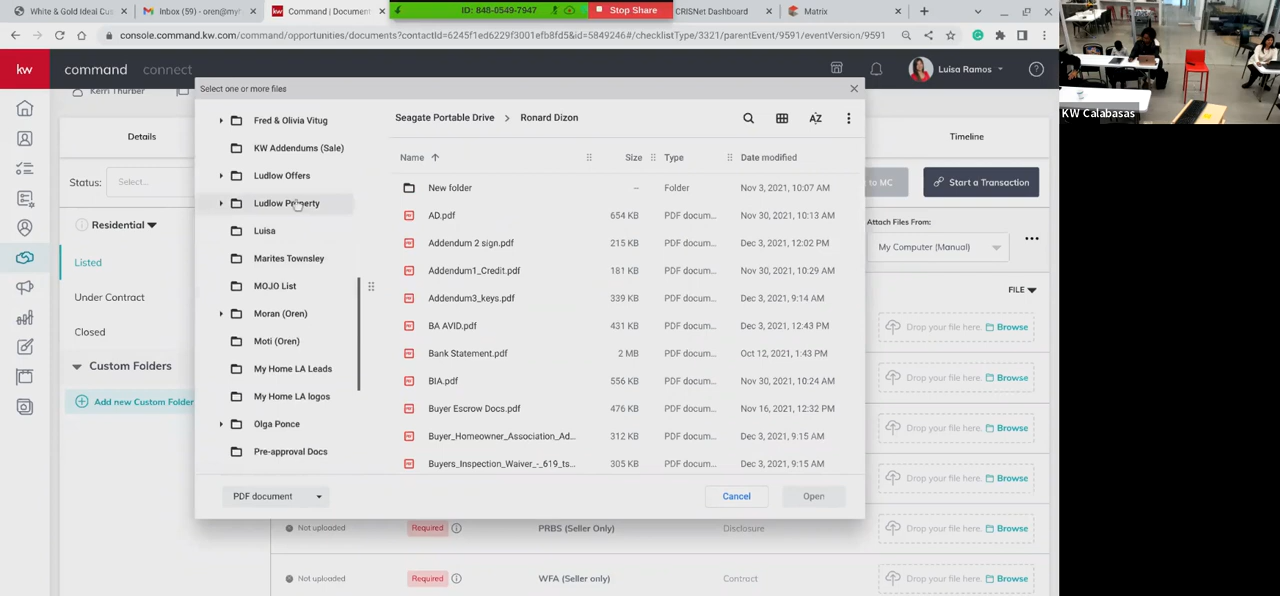 White & Gold Ideal Cus
Inbox (59) - oren@myh
Command | Document
ID: 848-0549-7947
Stop Share
CRISNet Dashboard
Matrix
console.command.kw.com/command/opportunities/documents?contactId=6245f1ed6229f3001efb8fd5&id=5849246#/checklistType/3321/parentEvent/9591/eventVersion/9591
kw
command
connect
Luisa Ramos
KW Calabasas
Kerri Thurber
Select one or more files
Fred & Olivia Vitug
KW Addendums (Sale)
Ludlow Offers
Ludlow Property
Luisa
Marites Townsley
MOJO List
Moran (Oren)
Moti (Oren)
My Home LA Leads
My Home LA logos
Olga Ponce
Pre-approval Docs
Seagate Portable Drive
Ronard Dizon
Name
Size
Type
Date modified
New folder
–
Folder
Nov 3, 2021, 10:07 AM
AD.pdf
654 KB
PDF docum...
Nov 30, 2021, 10:13 AM
Addendum 2 sign.pdf
215 KB
PDF docum...
Dec 3, 2021, 12:02 PM
Addendum1_Credit.pdf
181 KB
PDF docum...
Nov 30, 2021, 10:29 AM
Addendum3_keys.pdf
339 KB
PDF docum...
Dec 3, 2021, 9:14 AM
BA AVID.pdf
431 KB
PDF docum...
Dec 3, 2021, 12:43 PM
Bank Statement.pdf
2 MB
PDF docum...
Oct 12, 2021, 1:43 PM
BIA.pdf
556 KB
PDF docum...
Nov 30, 2021, 10:24 AM
Buyer Escrow Docs.pdf
476 KB
PDF docum...
Nov 16, 2021, 12:32 PM
Buyer_Homeowner_Association_Ad...
312 KB
PDF docum...
Dec 3, 2021, 9:15 AM
Buyers_Inspection_Waiver_-_619_ts...
305 KB
PDF docum...
Dec 3, 2021, 9:15 AM
PDF document
Cancel
Open
Details
Timeline
Status:
Select...
to MC
Start a Transaction
Residential
Attach Files From:
My Computer (Manual)
Listed
Under Contract
Closed
Custom Folders
Add new Custom Folder
FILE
Drop your file here.
Browse
Drop your file here.
Browse
Drop your file here.
Browse
Drop your file here.
Browse
Not uploaded
Required
PRBS (Seller Only)
Disclosure
Drop your file here.
Browse
Not uploaded
Required
WFA (Seller only)
Contract
Drop your file here.
Browse